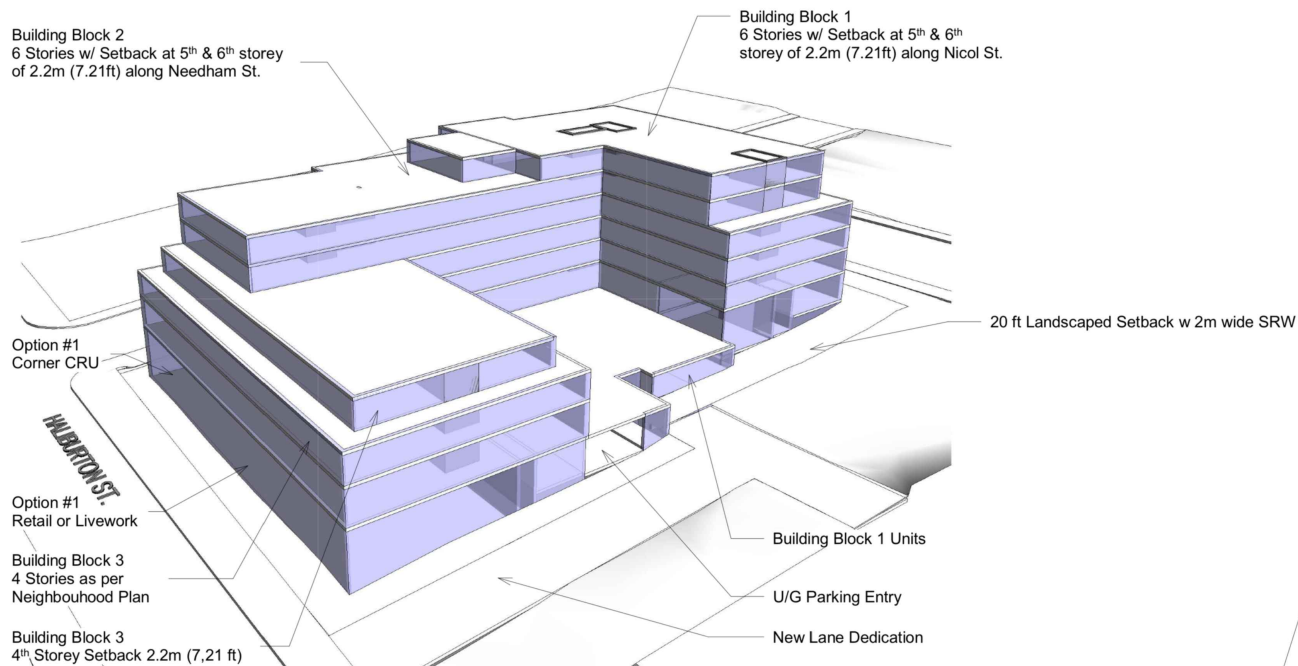 Building Block 2
6 Stories w/ Setback at 5th & 6th storey
of 2.2m (7.21ft) along Needham St.
Building Block 1
6 Stories w/ Setback at 5th & 6th
storey of 2.2m (7.21ft) along Nicol St.
20 ft Landscaped Setback w 2m wide SRW
Option #1
Corner CRU
HALIBURTON ST.
Option #1
Retail or Livework
Building Block 3
4 Stories as per
Neighbouhood Plan
Building Block 3
4th Storey Setback 2.2m (7,21 ft)
Building Block 1 Units
U/G Parking Entry
New Lane Dedication